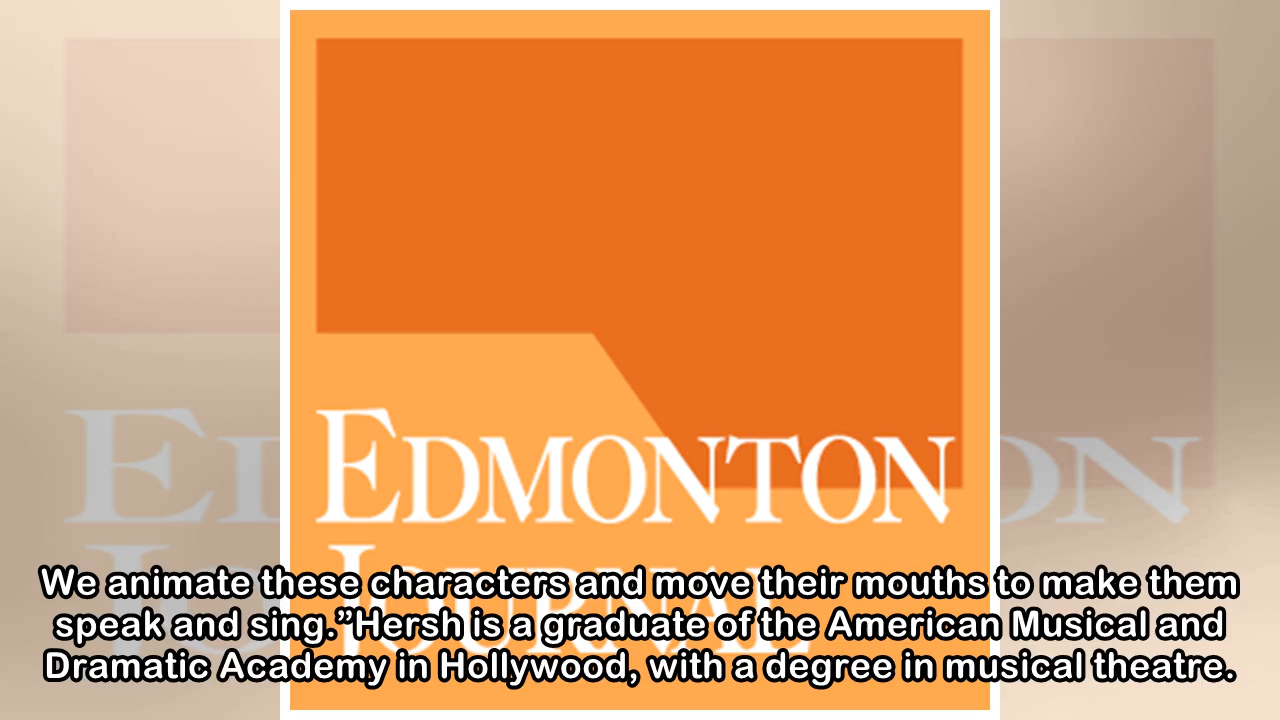 EDMONTON
JOURNAL
We animate these characters and move their mouths to make them
speak and sing.”Hersh is a graduate of the American Musical and
Dramatic Academy in Hollywood, with a degree in musical theatre.